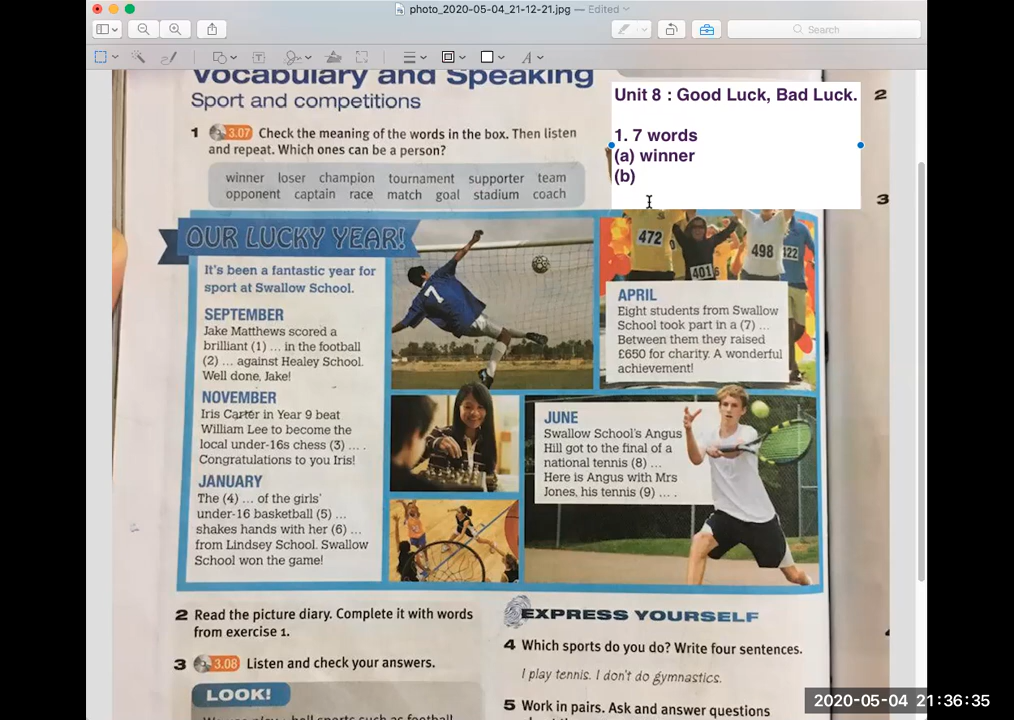 photo_2020-05-04_21-12-21.jpg — Edited
Search
Vocabulary and Speaking
Sport and competitions
1 3.07 Check the meaning of the words in the box. Then listen
and repeat. Which ones can be a person?
winner loser champion tournament supporter team
opponent captain race match goal stadium coach
Unit 8 : Good Luck, Bad Luck.
1. 7 words
(a) winner
(b)
2
3
OUR LUCKY YEAR!
It's been a fantastic year for
sport at Swallow School.
SEPTEMBER
Jake Matthews scored a
brilliant (1) ... in the football
(2) ... against Healey School.
Well done, Jake!
NOVEMBER
Iris Carter in Year 9 beat
William Lee to become the
local under-16s chess (3) ... .
Congratulations to you Iris!
JANUARY
The (4) ... of the girls'
under-16 basketball (5) ...
shakes hands with her (6) ...
from Lindsey School. Swallow
School won the game!
7
472
401
498
122
APRIL
Eight students from Swallow
School took part in a (7) ...
Between them they raised
£650 for charity. A wonderful
achievement!
JUNE
Swallow School's Angus
Hill got to the final of a
national tennis (8) ...
Here is Angus with Mrs
Jones, his tennis (9) ... .
2 Read the picture diary. Complete it with words
from exercise 1.
3 3.08 Listen and check your answers.
LOOK!
EXPRESS YOURSELF
4 Which sports do you do? Write four sentences.
I play tennis. I don't do gymnastics.
5 Work in pairs. Ask and answer questions
2020-05-04 21:36:35